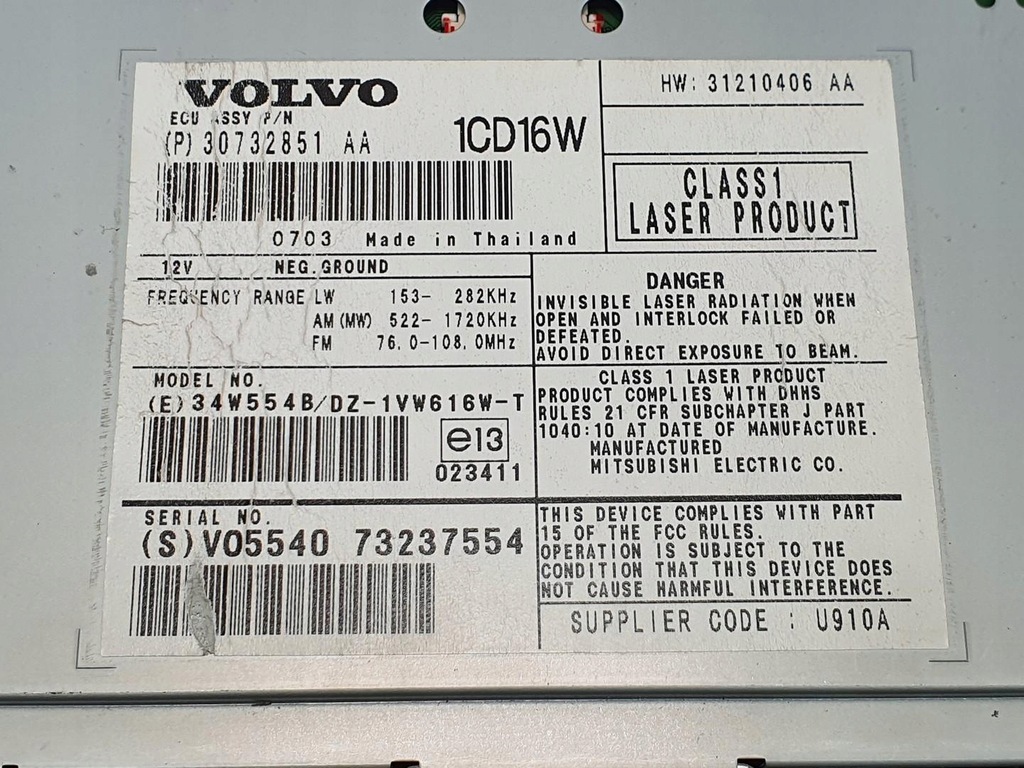 VOLVO
ECU ASSY P/N
(P) 30732851 AA
1CD16W
0703 Made in Thailand
HW: 31210406 AA
CLASS1
LASER PRODUCT
12V NEG.GROUND
FREQUENCY RANGE LW 153- 282KHz
AM (MW) 522- 1720KHz
FM 76.0-108.0MHz
DANGER
INVISIBLE LASER RADIATION WHEN
OPEN AND INTERLOCK FAILED OR
DEFEATED.
AVOID DIRECT EXPOSURE TO BEAM.
MODEL NO.
(E) 34W554B/DZ-1VW616W-T
e13
023411
CLASS 1 LASER PRODUCT
PRODUCT COMPLIES WITH DHHS
RULES 21 CFR SUBCHAPTER J PART
1040:10 AT DATE OF MANUFACTURE.
MANUFACTURED
MITSUBISHI ELECTRIC CO.
SERIAL NO.
(S) VO5540 73237554
THIS DEVICE COMPLIES WITH PART
15 OF THE FCC RULES.
OPERATION IS SUBJECT TO THE
CONDITION THAT THIS DEVICE DOES
NOT CAUSE HARMFUL INTERFERENCE.
SUPPLIER CODE : U910A